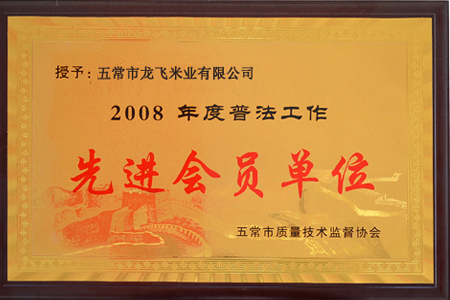 授予：五常市龙飞米业有限公司
2008 年度普法工作
先进会员单位
五常市质量技术监督协会